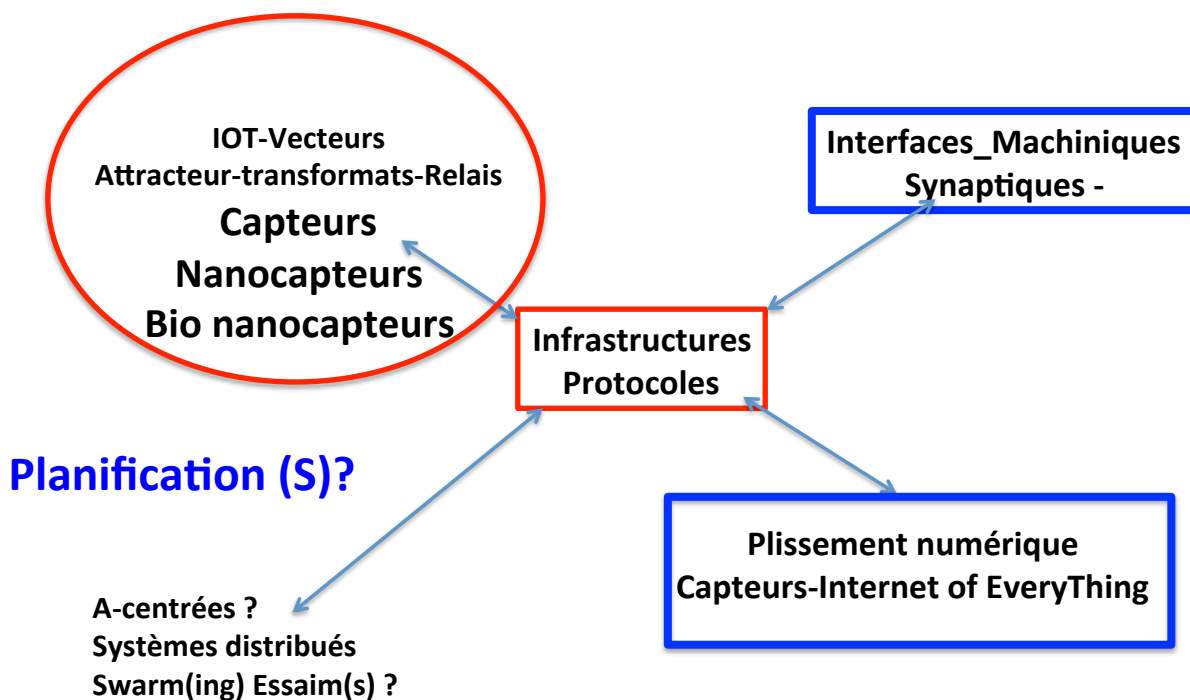 IOT-Vecteurs
Attracteur-transformats-Relais
Capteurs
Nanocapteurs
Bio nanocapteurs
Interfaces_Machiniques
Synaptiques -
Infrastructures
Protocoles
Planification (S)?
Plissement numérique
Capteurs-Internet of EveryThing
A-centrées ?
Systèmes distribués
Swarm(ing) Essaim(s) ?